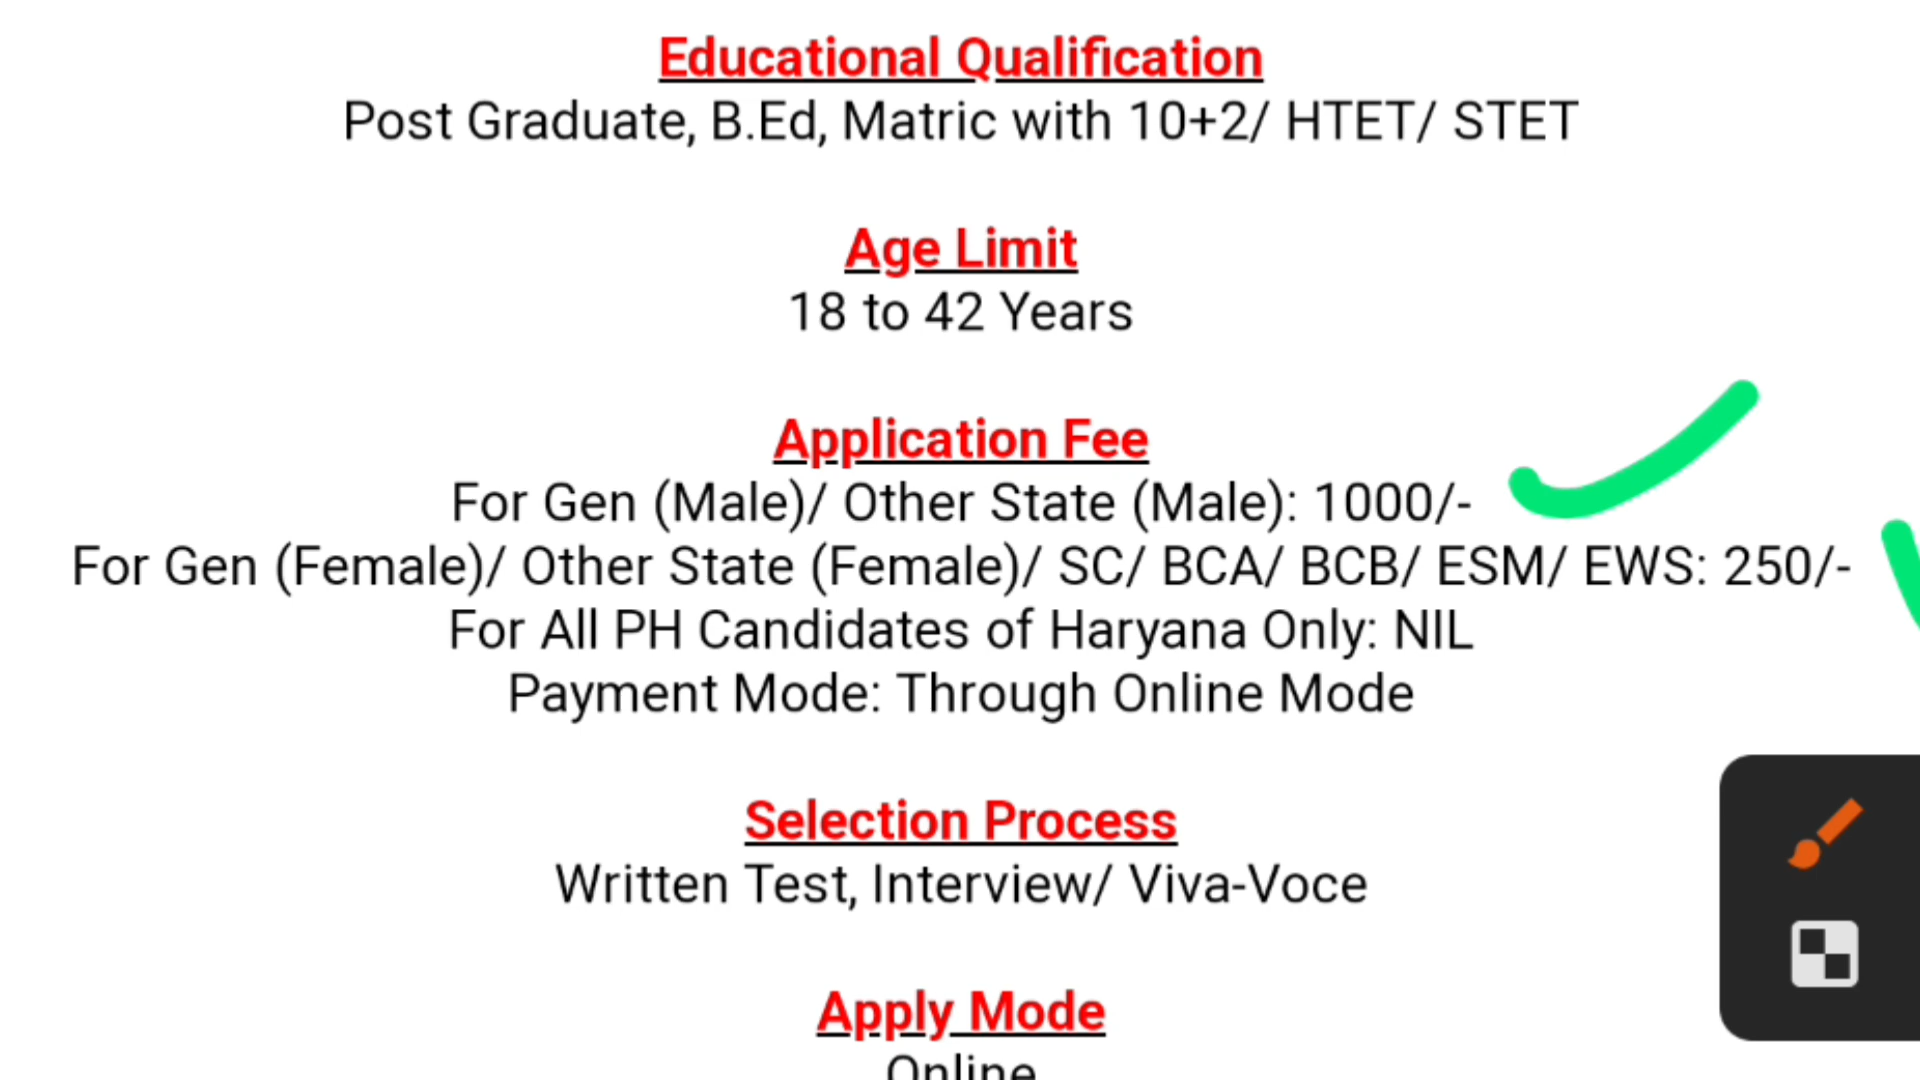 Educational Qualification
Post Graduate, B.Ed, Matric with 10+2/ HTET/ STET
Age Limit
18 to 42 Years
Application Fee
For Gen (Male)/ Other State (Male): 1000/-
For Gen (Female)/ Other State (Female)/ SC/ BCA/ BCB/ ESM/ EWS: 250/-
For All PH Candidates of Haryana Only: NIL
Payment Mode: Through Online Mode
Selection Process
Written Test, Interview/ Viva-Voce
Apply Mode
Online